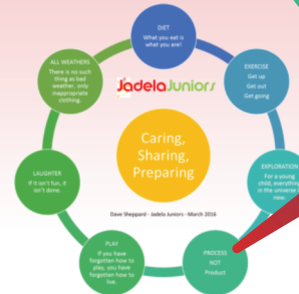 DIET
What you eat is
what you are!
ALL WEATHERS
There is no such
thing as bad
weather, only
inappropriate
clothing.
EXERCISE
Get up
Get out
Get going
Jadela Juniors
Caring,
Sharing,
Preparing
LAUGHTER
If it isn't fun, it
isn't done.
EXPLORATION
For a young
child, everything
in the universe
new.
Dave Sheppard - Jadela Juniors - March 2016
PLAY
If you have
forgotten how to
play, you have
forgotten how to
live.
PROCESS
NOT
Product